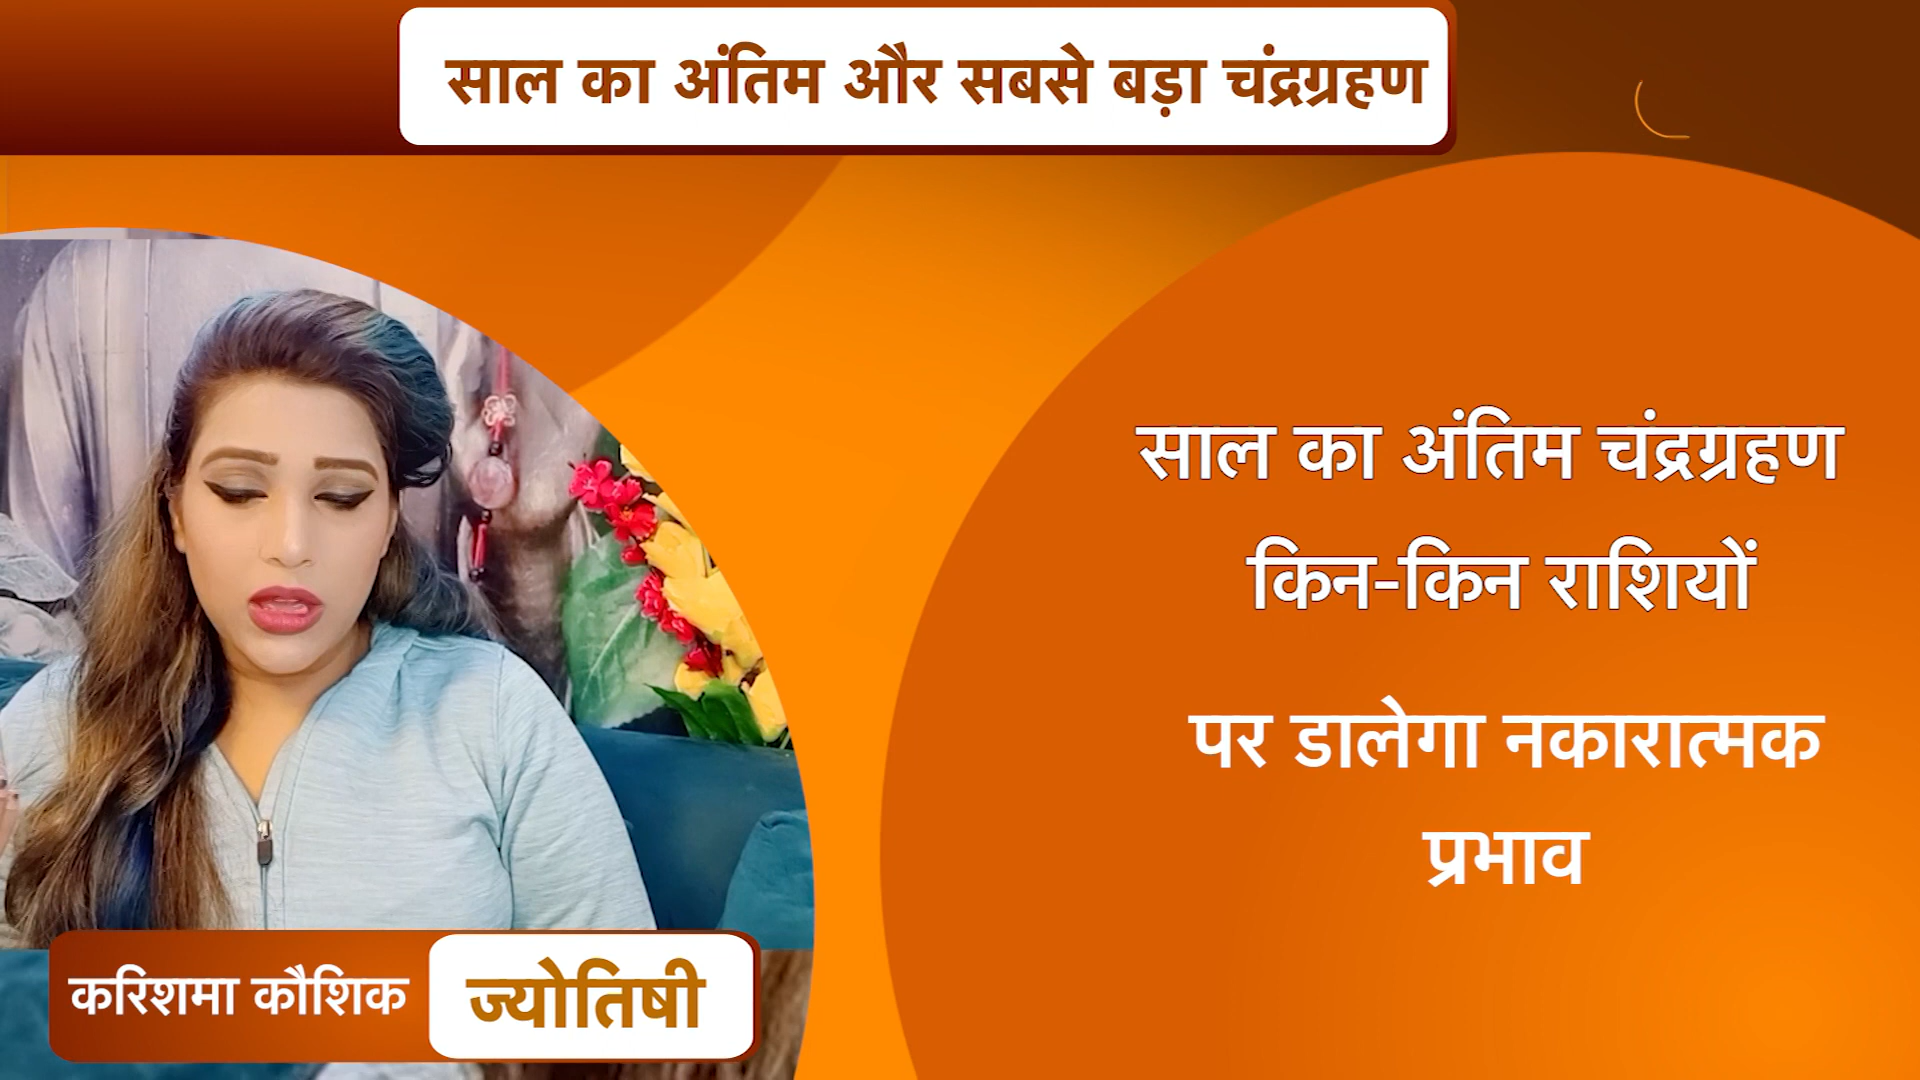 साल का अंतिम और सबसे बड़ा चंद्रग्रहण
साल का अंतिम चंद्रग्रहण
किन-किन राशियों
पर डालेगा नकारात्मक
प्रभाव
करिशमा कौशिक
ज्योतिषी